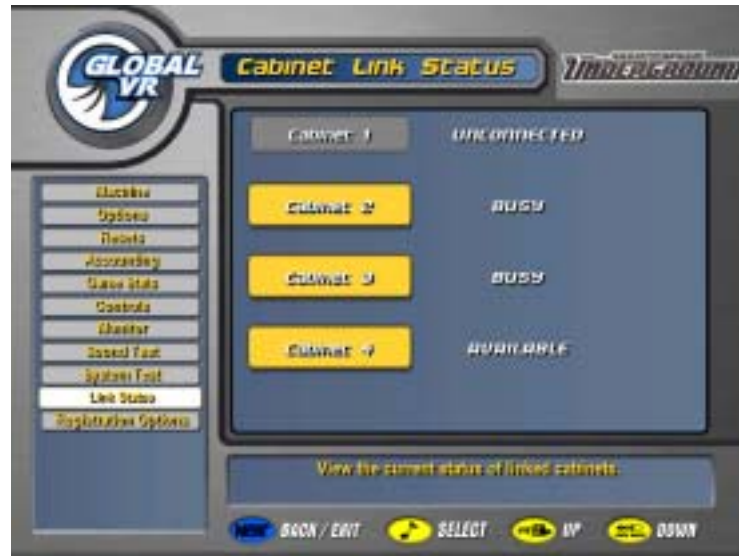 GLOBAL
VR
Cabinet Link Status
UNDERGROUND
Cabinet 1 UNCONNECTED
Cabinet 2 BUSY
Cabinet 3 BUSY
Cabinet 4 AVAILABLE
Machine
Options
Resets
Accounting
Game Stats
Controls
Monitor
Sound Test
System Test
Link Status
Registration Options
View the current status of linked cabinets.
BACK / EXIT SELECT UP DOWN